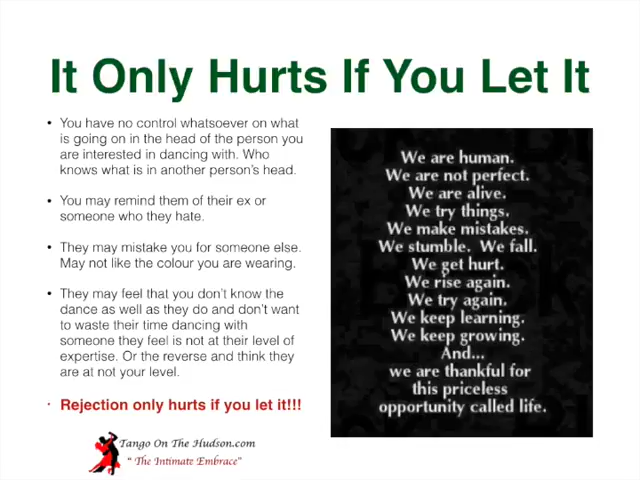 It Only Hurts If You Let It
• You have no control whatsoever on what
is going on in the head of the person you
are interested in dancing with. Who
knows what is in another person's head.
• You may remind them of their ex or
someone who they hate.
• They may mistake you for someone else.
May not like the colour you are wearing.
• They may feel that you don't know the
dance as well as they do and don't want
to waste their time dancing with
someone they feel is not at their level of
expertise. Or the reverse and think they
are at not your level.
• Rejection only hurts if you let it!!!
We are human.
We are not perfect.
We are alive.
We try things.
We make mistakes.
We stumble. We fall.
We get hurt.
We rise again.
We try again.
We keep learning.
We keep growing.
And...
we are thankful for
this priceless
opportunity called life.
Tango On The Hudson.com
" The Intimate Embrace"